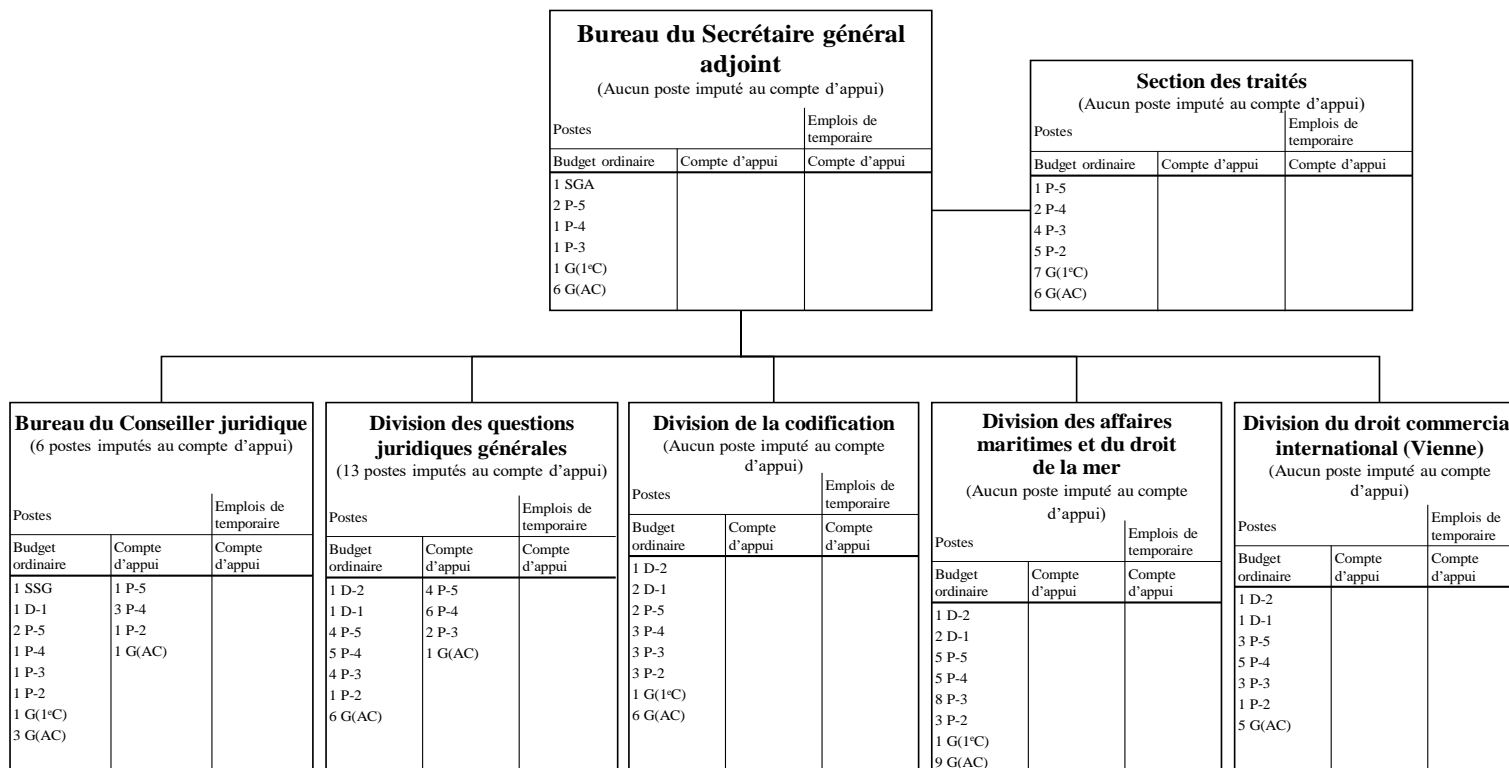 Bureau du Secrétaire général
adjoint
(Aucun poste imputé au compte d'appui)
Postes
Emplois de
temporaire
Budget ordinaire
Compte d'appui
Compte d'appui
1 SGA
2 P-5
1 P-4
1 P-3
1 G(1eC)
6 G(AC)
Section des traités
(Aucun poste imputé au compte d'appui)
Postes
Emplois de
temporaire
Budget ordinaire
Compte d'appui
Compte d'appui
1 P-5
2 P-4
4 P-3
5 P-2
7 G(1eC)
6 G(AC)
Bureau du Conseiller juridique
(6 postes imputés au compte d'appui)
Postes
Emplois de
temporaire
Budget
ordinaire
Compte
d'appui
Compte
d'appui
1 SSG
1 D-1
2 P-5
1 P-4
1 P-3
1 P-2
1 G(1eC)
3 G(AC)
1 P-5
3 P-4
1 P-2
1 G(AC)
Division des questions
juridiques générales
(13 postes imputés au compte d'appui)
Postes
Emplois de
temporaire
Budget
ordinaire
Compte
d'appui
Compte
d'appui
1 D-2
1 D-1
4 P-5
5 P-4
4 P-3
1 P-2
6 G(AC)
4 P-5
6 P-4
2 P-3
1 G(AC)
Division de la codification
(Aucun poste imputé au compte
d'appui)
Postes
Emplois de
temporaire
Budget
ordinaire
Compte
d'appui
Compte
d'appui
1 D-2
2 D-1
2 P-5
3 P-4
3 P-3
3 P-2
1 G(1eC)
6 G(AC)
Division des affaires
maritimes et du droit
de la mer
(Aucun poste imputé au compte
d'appui)
Postes
Emplois de
temporaire
Budget
ordinaire
Compte
d'appui
Compte
d'appui
1 D-2
2 D-1
5 P-5
5 P-4
8 P-3
3 P-2
1 G(1eC)
9 G(AC)
Division du droit commercia
international (Vienne)
(Aucun poste imputé au compte
d'appui)
Postes
Emplois de
temporaire
Budget
ordinaire
Compte
d'appui
Compte
d'appui
1 D-2
1 D-1
3 P-5
5 P-4
3 P-3
1 P-2
5 G(AC)